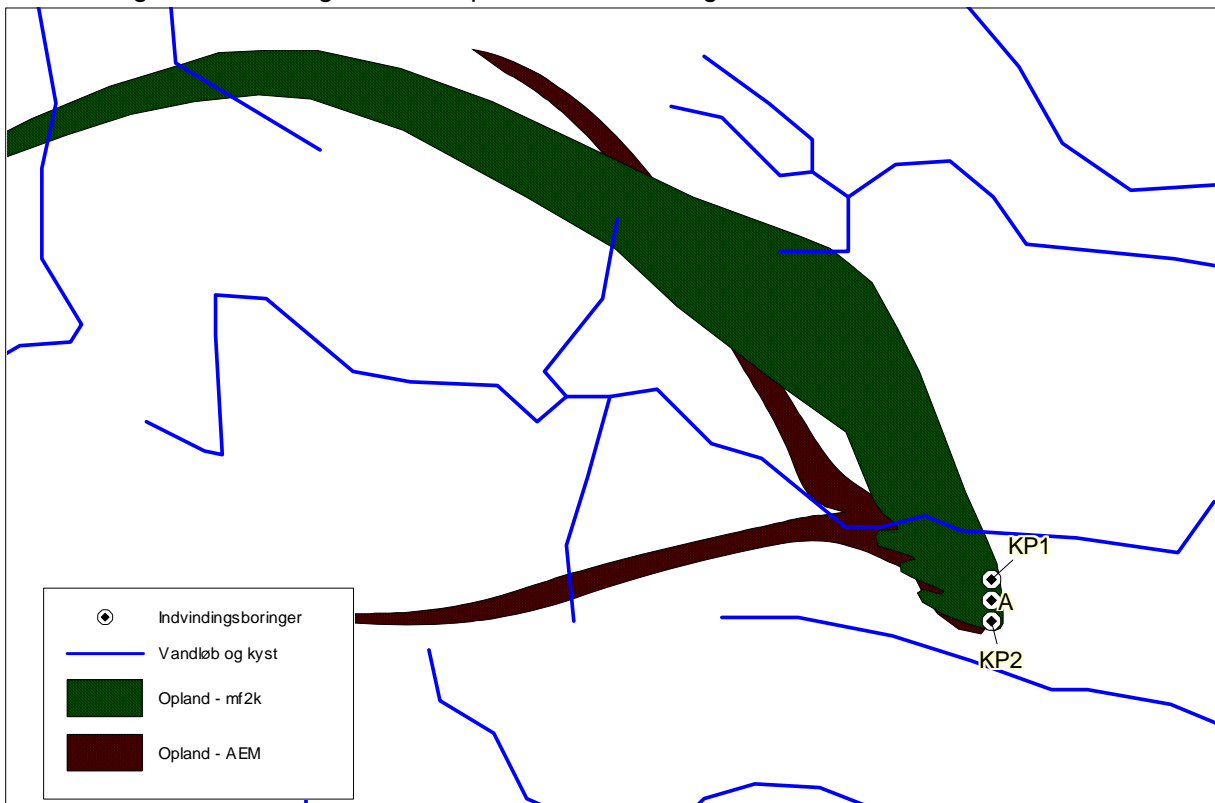 KP1
A
KP2
Indvindingsboringer
Vandløb og kyst
Opland - mf2k
Opland - AEM